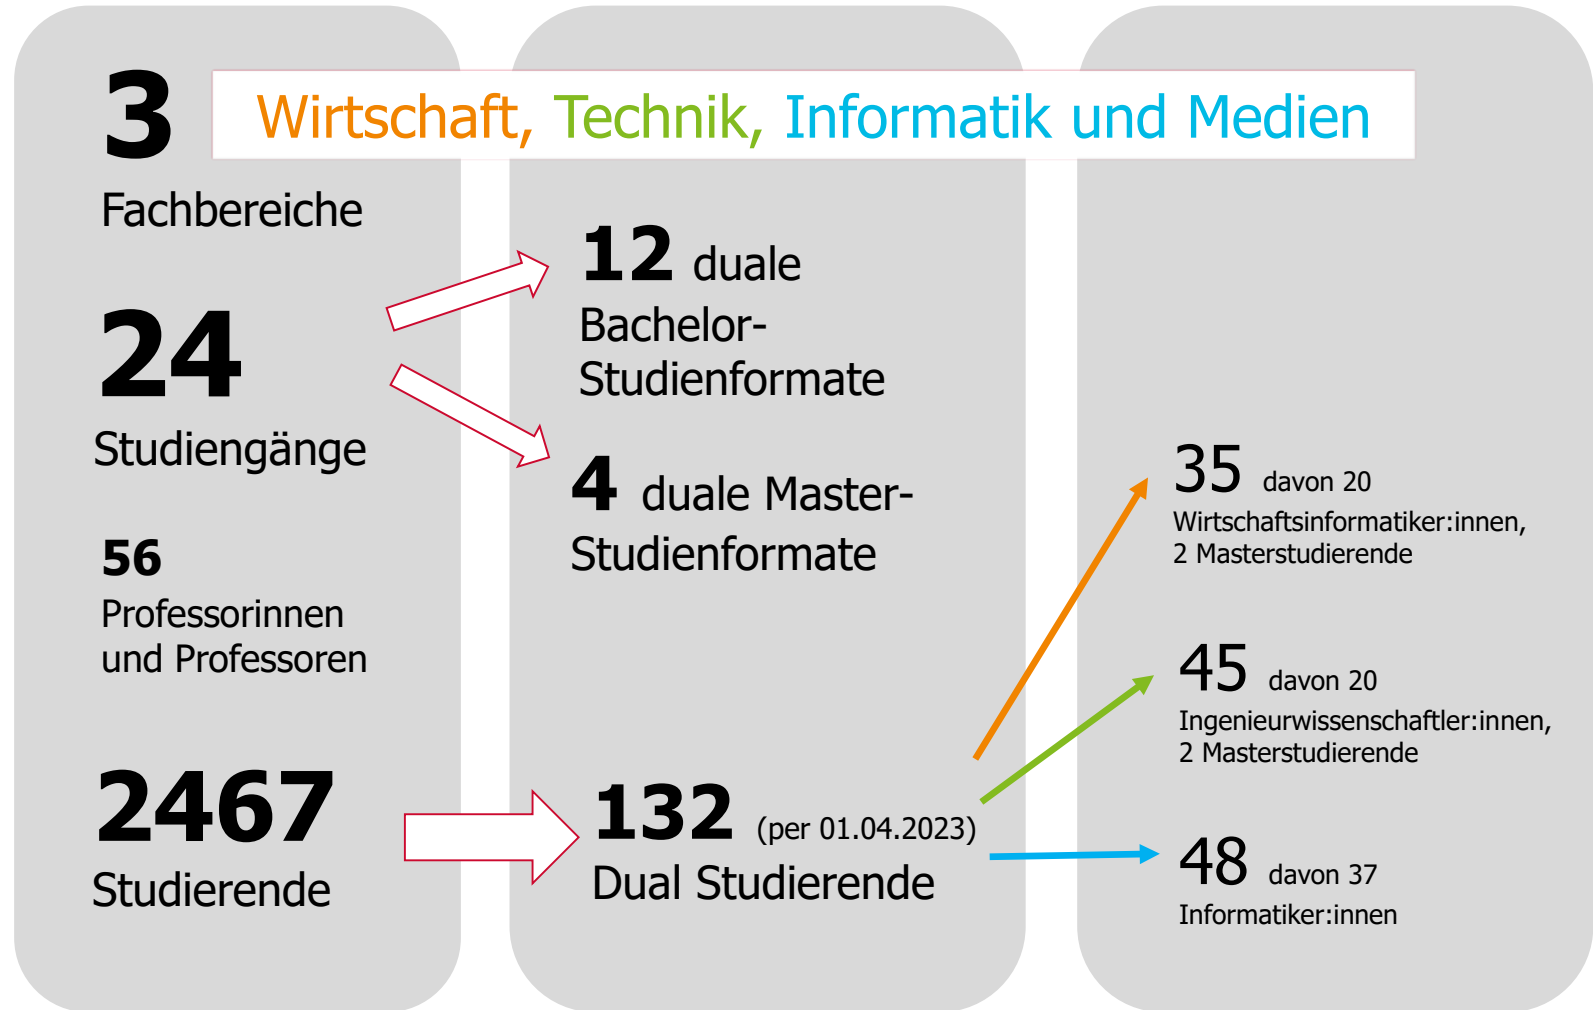 3
Wirtschaft, Technik, Informatik und Medien
Fachbereiche
24
Studiengänge
56
Professorinnen
und Professoren
2467
Studierende
12 duale
Bachelor-
Studienformate
4 duale Master-
Studienformate
132 (per 01.04.2023)
Dual Studierende
35 davon 20
Wirtschaftsinformatiker:innen,
2 Masterstudierende
45 davon 20
Ingenieurwissenschaftler:innen,
2 Masterstudierende
48 davon 37
Informatiker:innen